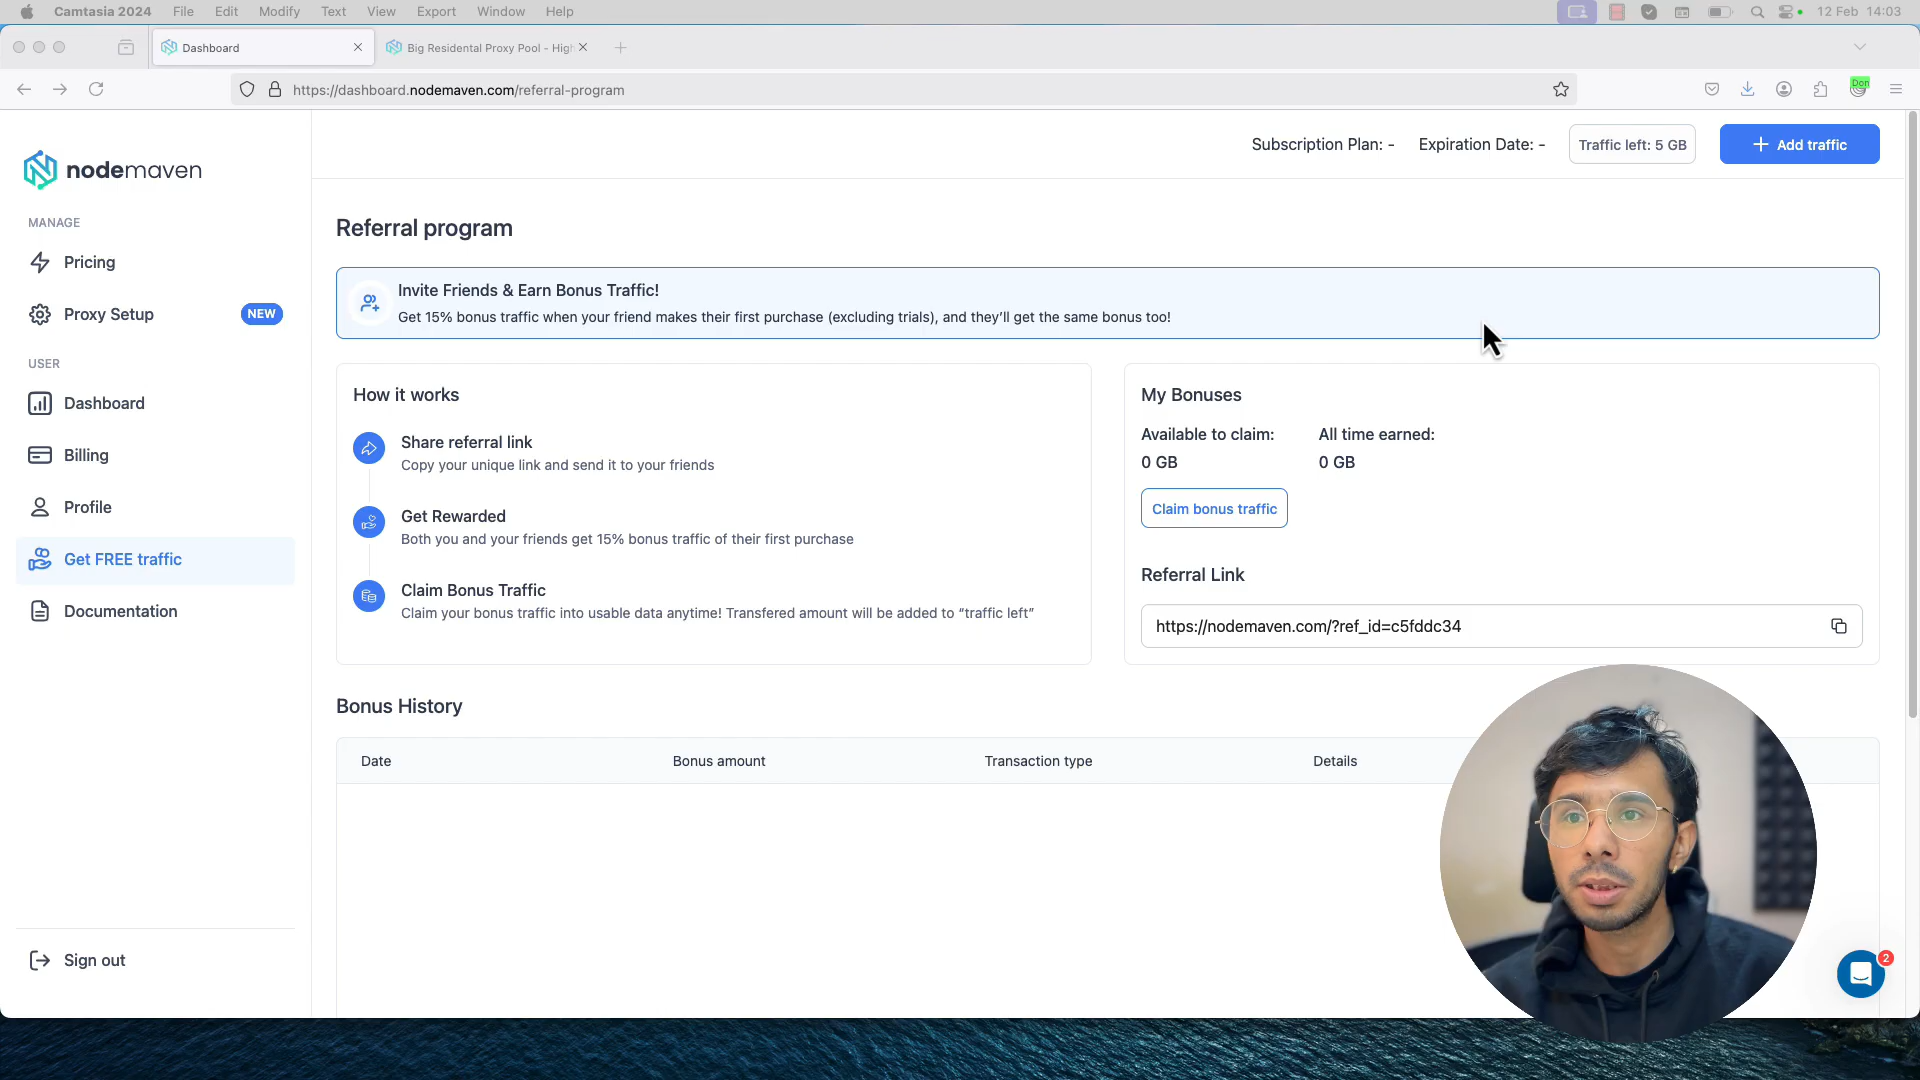 Camtasia 2024 File Edit Modify Text View Export Window Help 12 Feb 14:03
Dashboard
Big Residental Proxy Pool - Higl
https://dashboard.nodemaven.com/referral-program
Don
nodemaven
Subscription Plan: - Expiration Date: - Traffic left: 5 GB Add traffic
MANAGE
Pricing
Proxy Setup NEW
USER
Dashboard
Billing
Profile
Get FREE traffic
Documentation
Sign out
Referral program
Invite Friends & Earn Bonus Traffic!
Get 15% bonus traffic when your friend makes their first purchase (excluding trials), and they’ll get the same bonus too!
How it works
Share referral link
Copy your unique link and send it to your friends
Get Rewarded
Both you and your friends get 15% bonus traffic of their first purchase
Claim Bonus Traffic
Claim your bonus traffic into usable data anytime! Transfered amount will be added to “traffic left”
My Bonuses
Available to claim: All time earned:
0 GB 0 GB
Claim bonus traffic
Referral Link
https://nodemaven.com/?ref_id=c5fddc34
Bonus History
Date Bonus amount Transaction type Details
2